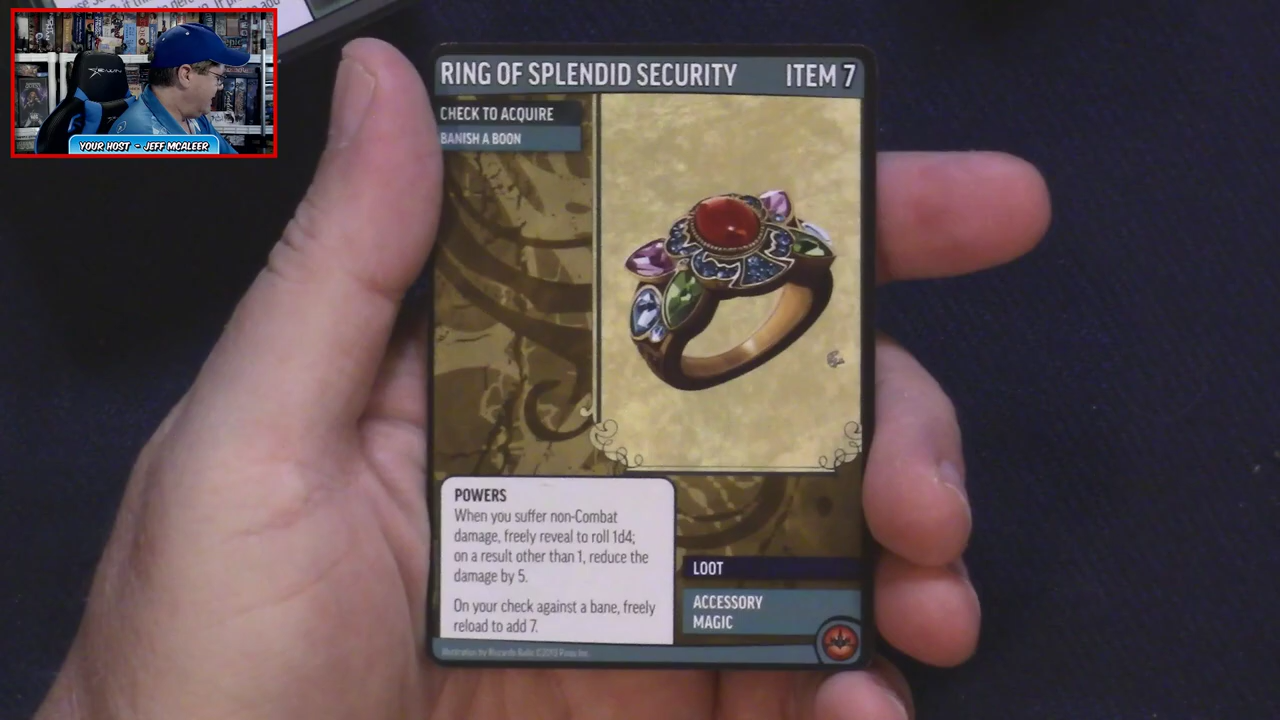 YOUR HOST - JEFF MCALEER
RING OF SPLENDID SECURITY
ITEM 7
CHECK TO ACQUIRE
BANISH A BOON
POWERS
When you suffer non-Combat
damage, freely reveal to roll 1d4;
on a result other than 1, reduce the
damage by 5.
On your check against a bane, freely
reload to add 7.
LOOT
ACCESSORY
MAGIC
Illustration by